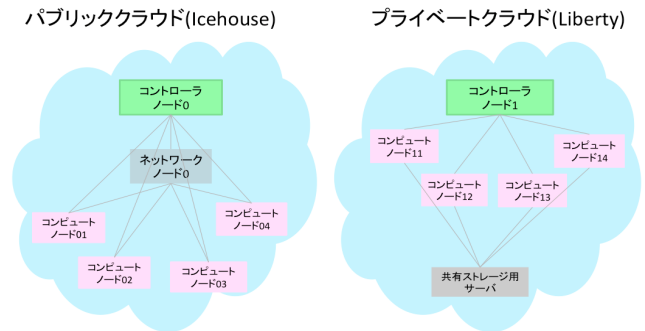 パブリッククラウド(Icehouse)
コントローラ
ノード0
ネットワーク
ノード0
コンピュート
ノード01
コンピュート
ノード02
コンピュート
ノード03
コンピュート
ノード04
プライベートクラウド(Liberty)
コントローラ
ノード1
コンピュート
ノード11
コンピュート
ノード12
コンピュート
ノード13
コンピュート
ノード14
共有ストレージ用
サーバ